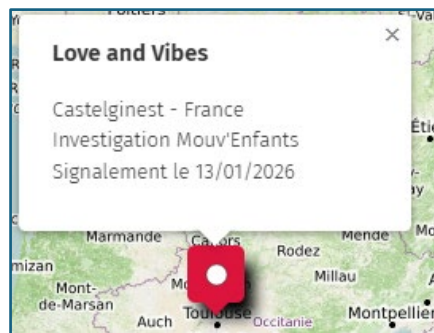 Love and Vibes
Castelginest - France
Investigation Mouv'Enfants
Signalement le 13/01/2026
Marmande
Rodez
Mende
Mont-
de-Marsan
Millau
Auch
Toulouse
Occitanie
Montpellier